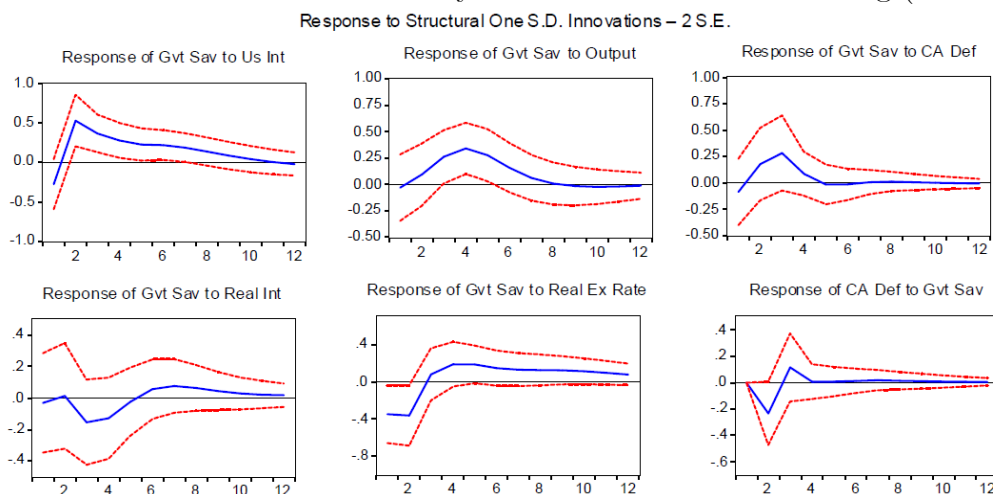 Response to Structural One S.D. Innovations – 2 S.E.
Response of Gvt Sav to Us Int
1.0
0.5
0.0
-0.5
-1.0
2 4 6 8 10 12
Response of Gvt Sav to Output
1.00
0.75
0.50
0.25
0.00
-0.25
-0.50
2 4 6 8 10 12
Response of Gvt Sav to CA Def
1.00
0.75
0.50
0.25
0.00
-0.25
-0.50
2 4 6 8 10 12
Response of Gvt Sav to Real Int
.4
.2
.0
-.2
-.4
2 4 6 8 10 12
Response of Gvt Sav to Real Ex Rate
.4
.0
-.4
-.8
2 4 6 8 10 12
Response of CA Def to Gvt Sav
.4
.2
.0
-.2
-.4
-.6
2 4 6 8 10 12